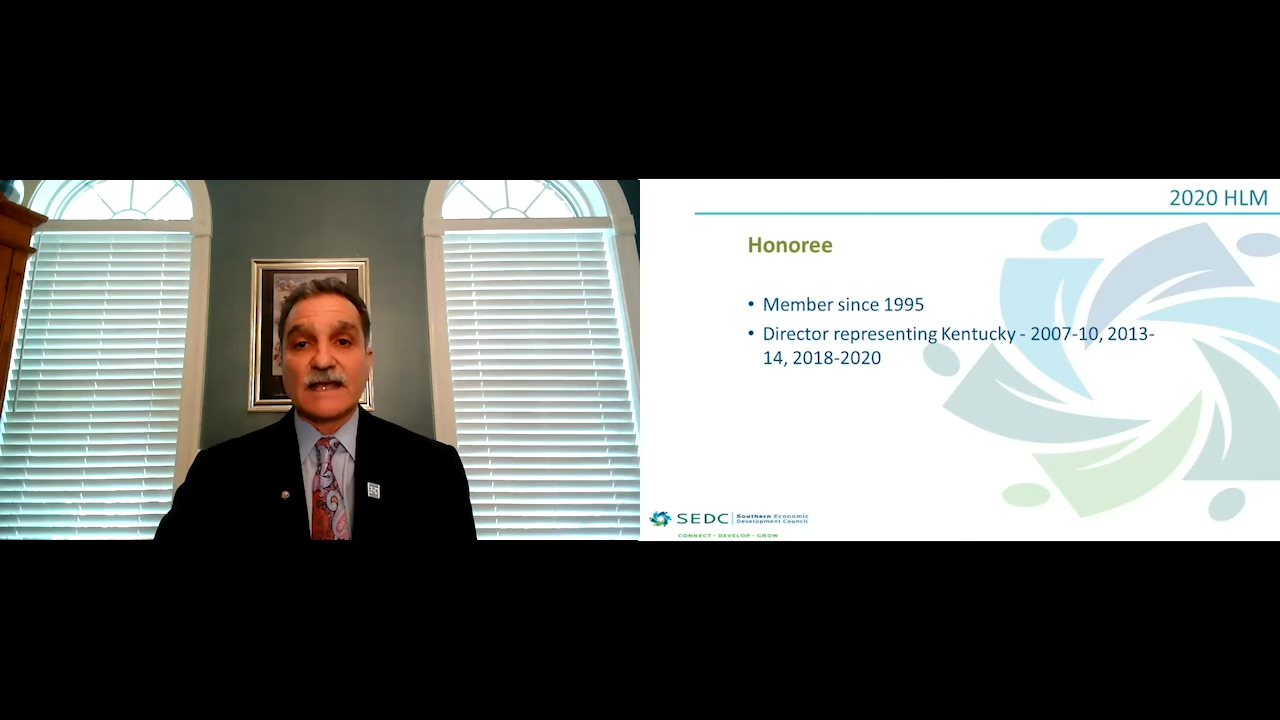 2020 HLM
Honoree
• Member since 1995
• Director representing Kentucky - 2007-10, 2013-
14, 2018-2020
SEDC
Southern Economic
Development Council
CONNECT - DEVELOP - GROW